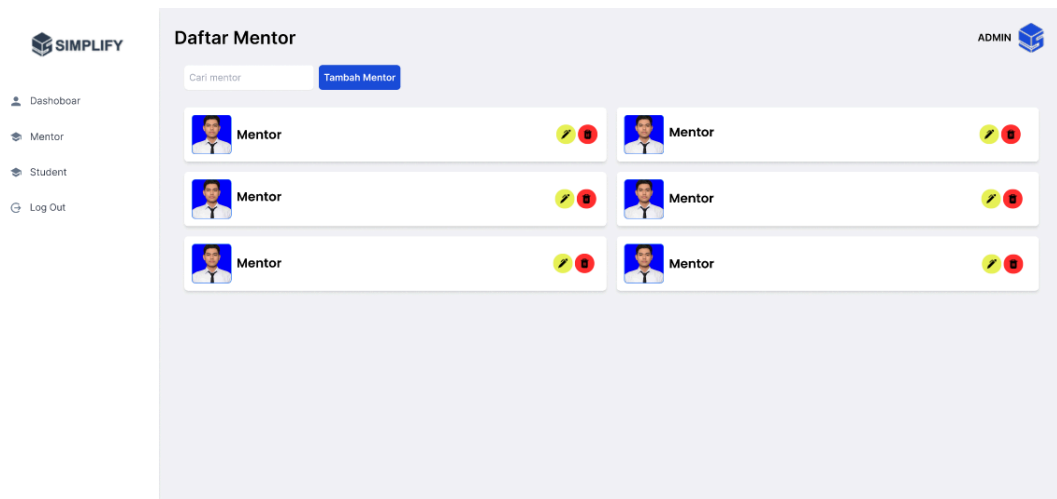 SIMPLIFY
Dashoboar
Mentor
Student
Log Out
Daftar Mentor
ADMIN
Cari mentor
Tambah Mentor
Mentor
Mentor
Mentor
Mentor
Mentor
Mentor